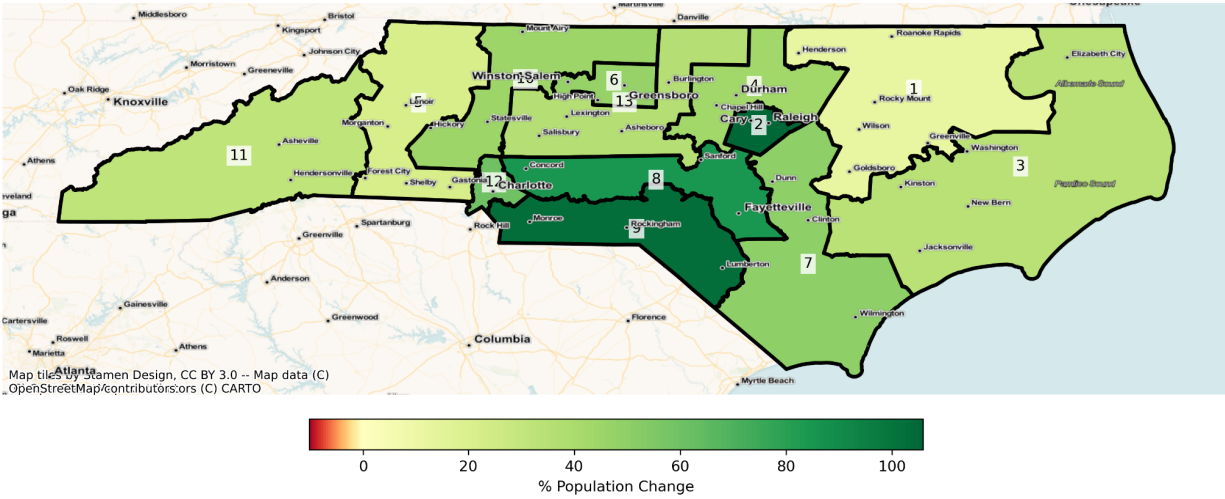 Middlesboro
Bristol
Kingsport
Martinsville
Danville
Chesapeake
Mount Airy
Roanoke Rapids
Johnson City
Henderson
Elizabeth City
Morristown
Greeneville
Winston-Salem
10
6
Burlington
4
Albemarle Sound
Oak Ridge
Knoxville
Lenoir
5
High Point
13
Greensboro
Durham
1
Rocky Mount
Chapel Hill
Morganton
Hickory
Statesville
Lexington
Cary
2
Raleigh
Wilson
Salisbury
Asheboro
Greenville
Washington
Asheville
11
Athens
Sanford
3
Hendersonville
Forest City
Concord
Goldsboro
Shelby
Gastonia
12
Charlotte
8
Dunn
Kinston
Pamlico Sound
eveland
ga
Fayetteville
New Bern
Spartanburg
Rock Hill
Monroe
9
Rockingham
Clinton
Greenville
Jacksonville
7
Lumberton
Anderson
Gainesville
Wilmington
Cartersville
Greenwood
Florence
Roswell
Athens
Columbia
Marietta
Atlanta
Myrtle Beach
Map tiles by Stamen Design, CC BY 3.0 -- Map data (C)
OpenStreetMap contributors (C) CARTO
0
20
40
60
80
100
% Population Change